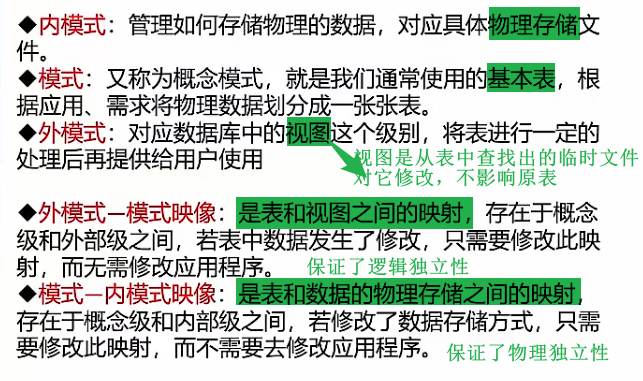 ◆内模式：管理如何存储物理的数据，对应具体物理存储文
件。
◆模式：又称为概念模式，就是我们通常使用的基本表，根
据应用、需求将物理数据划分成一张张表。
◆外模式：对应数据库中的视图这个级别，将表进行一定的
处理后再提供给用户使用
视图是从表中查找出的临时文件
对它修改，不影响原表
◆外模式—模式映像：是表和视图之间的映射，存在于概念
级和外部级之间，若表中数据发生了修改，只需要修改此映
射，而无需修改应用程序。
保证了逻辑独立性
◆模式—内模式映像：是表和数据的物理存储之间的映射，
存在于概念级和内部级之间，若修改了数据存储方式，只需
要修改此映射，而不需要去修改应用程序。
保证了物理独立性